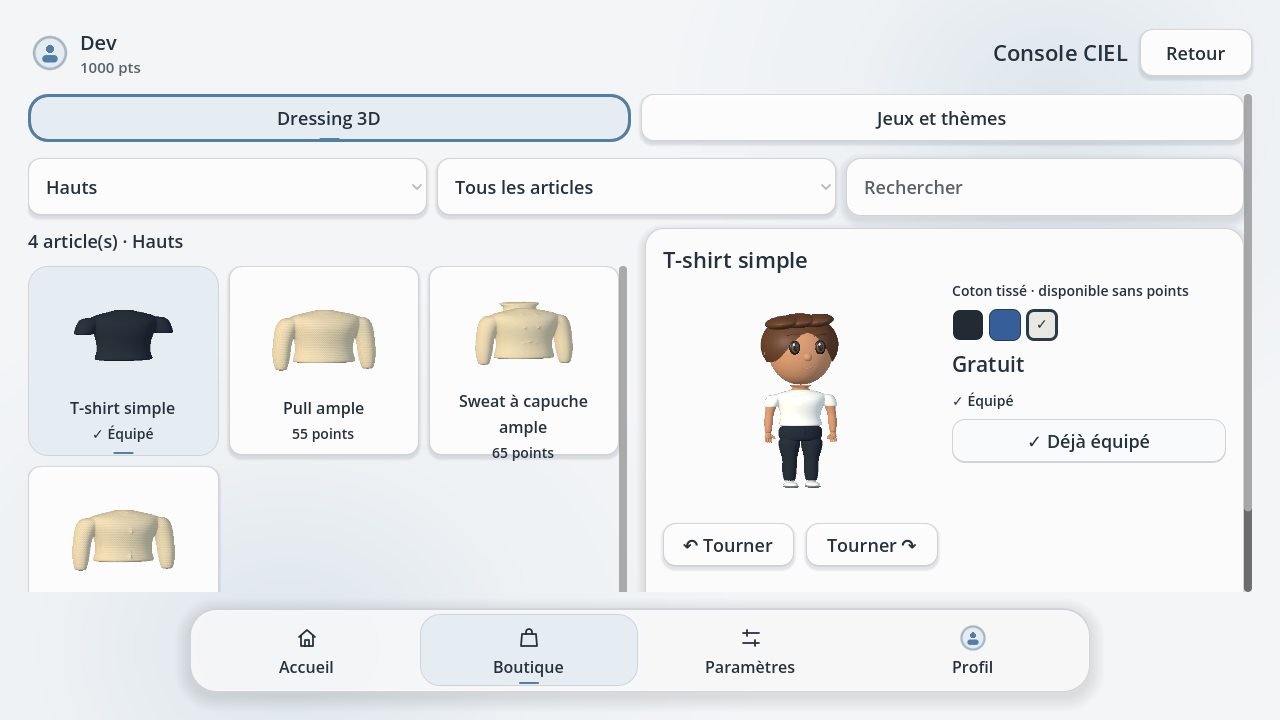 Dev
1000 pts
Console CIEL
Retour
Dressing 3D
Jeux et thèmes
Hauts
Tous les articles
Rechercher
4 article(s) · Hauts
T-shirt simple
✓ Équipé
Pull ample
55 points
Sweat à capuche
ample
65 points
T-shirt simple
Coton tissé · disponible sans points
✓
Gratuit
✓ Équipé
✓ Déjà équipé
↶ Tourner
Tourner ↷
Accueil
Boutique
Paramètres
Profil